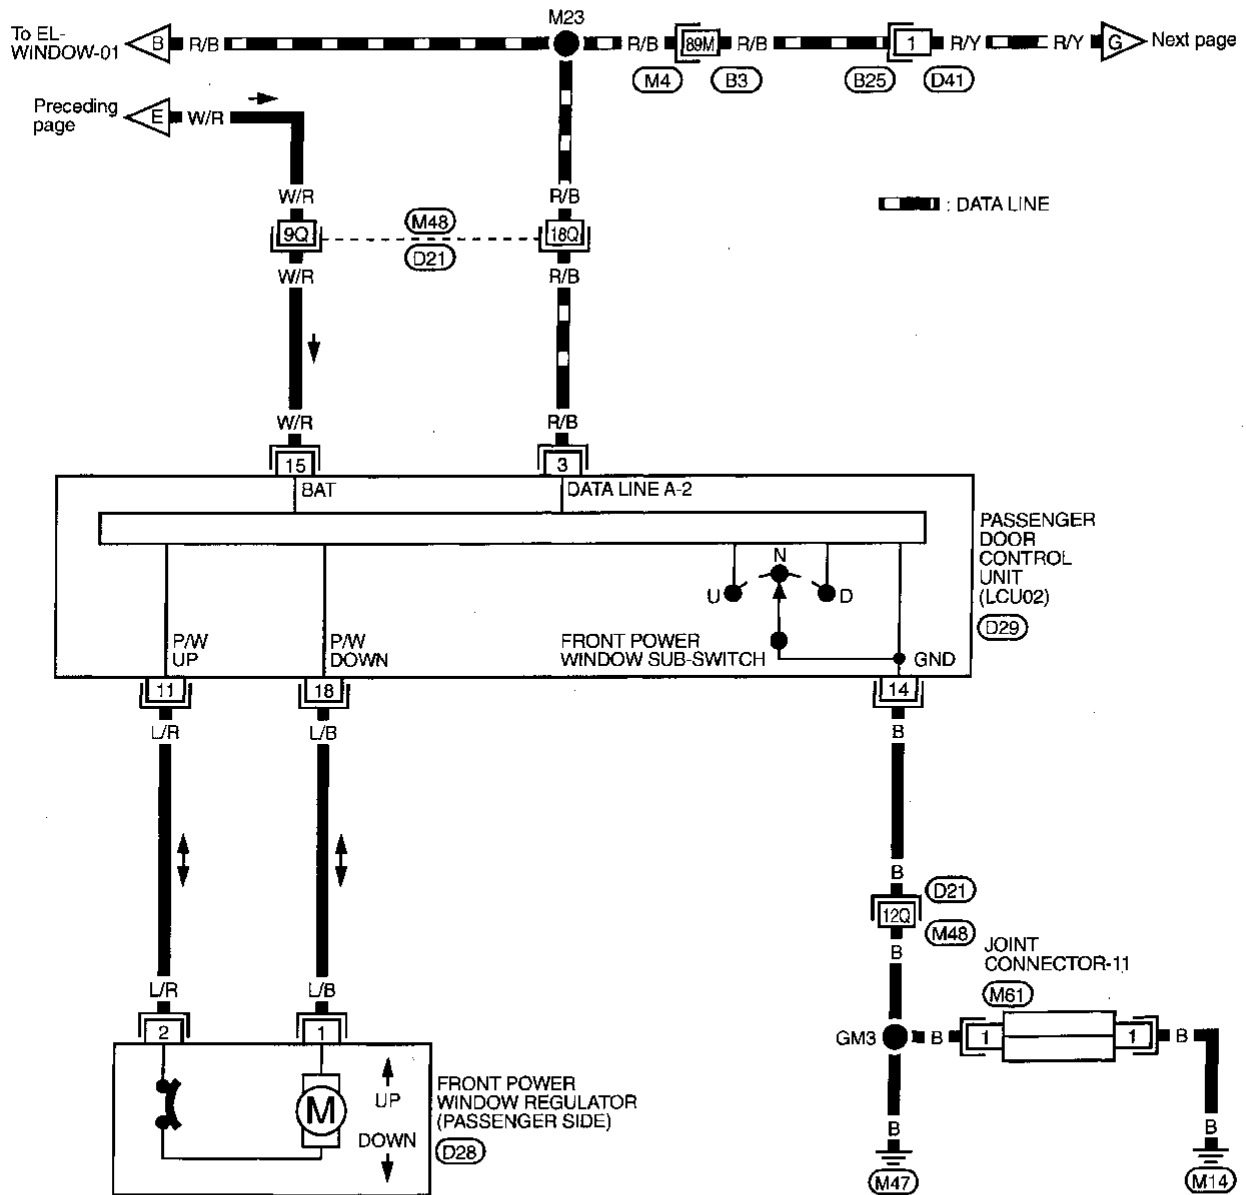 M23
To EL-
WINDOW-01
B
R/B
R/B
89M
R/B
1
R/Y
R/Y
G
Next page
M4
B3
B25
D41
Preceding
page
E
W/R
: DATA LINE
W/R
R/B
9Q
M48
18Q
D21
W/R
R/B
W/R
R/B
15
3
BAT
DATA LINE A-2
PASSENGER
DOOR
CONTROL
UNIT
(LCU02)
D29
N
U
D
P/W
UP
P/W
DOWN
FRONT POWER
WINDOW SUB-SWITCH
GND
11
18
14
L/R
L/B
B
B
D21
12Q
M48
B
JOINT
CONNECTOR-11
M61
L/R
L/B
2
1
GM3
B
1
1
B
M
UP
DOWN
FRONT POWER
WINDOW REGULATOR
(PASSENGER SIDE)
D28
B
B
M47
M14